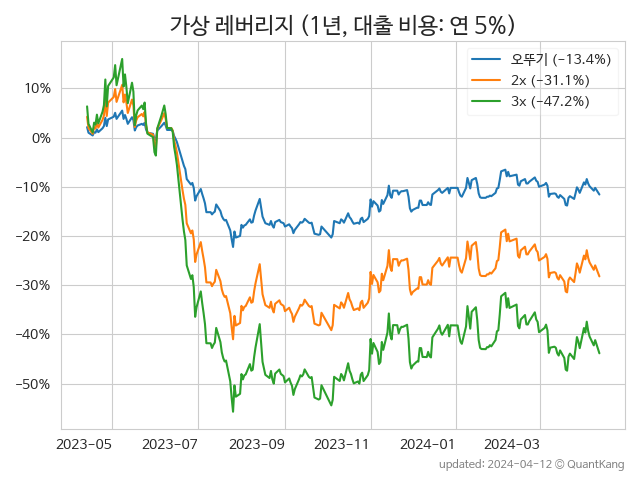 가상 레버리지 (1년, 대출 비용: 연 5%)
오뚜기 (−13.4%)
2x (−31.1%)
3x (−47.2%)
10%
0%
−10%
−20%
−30%
−40%
−50%
2023-05 2023-07 2023-09 2023-11 2024-01 2024-03
updated: 2024-04-12 © QuantKang